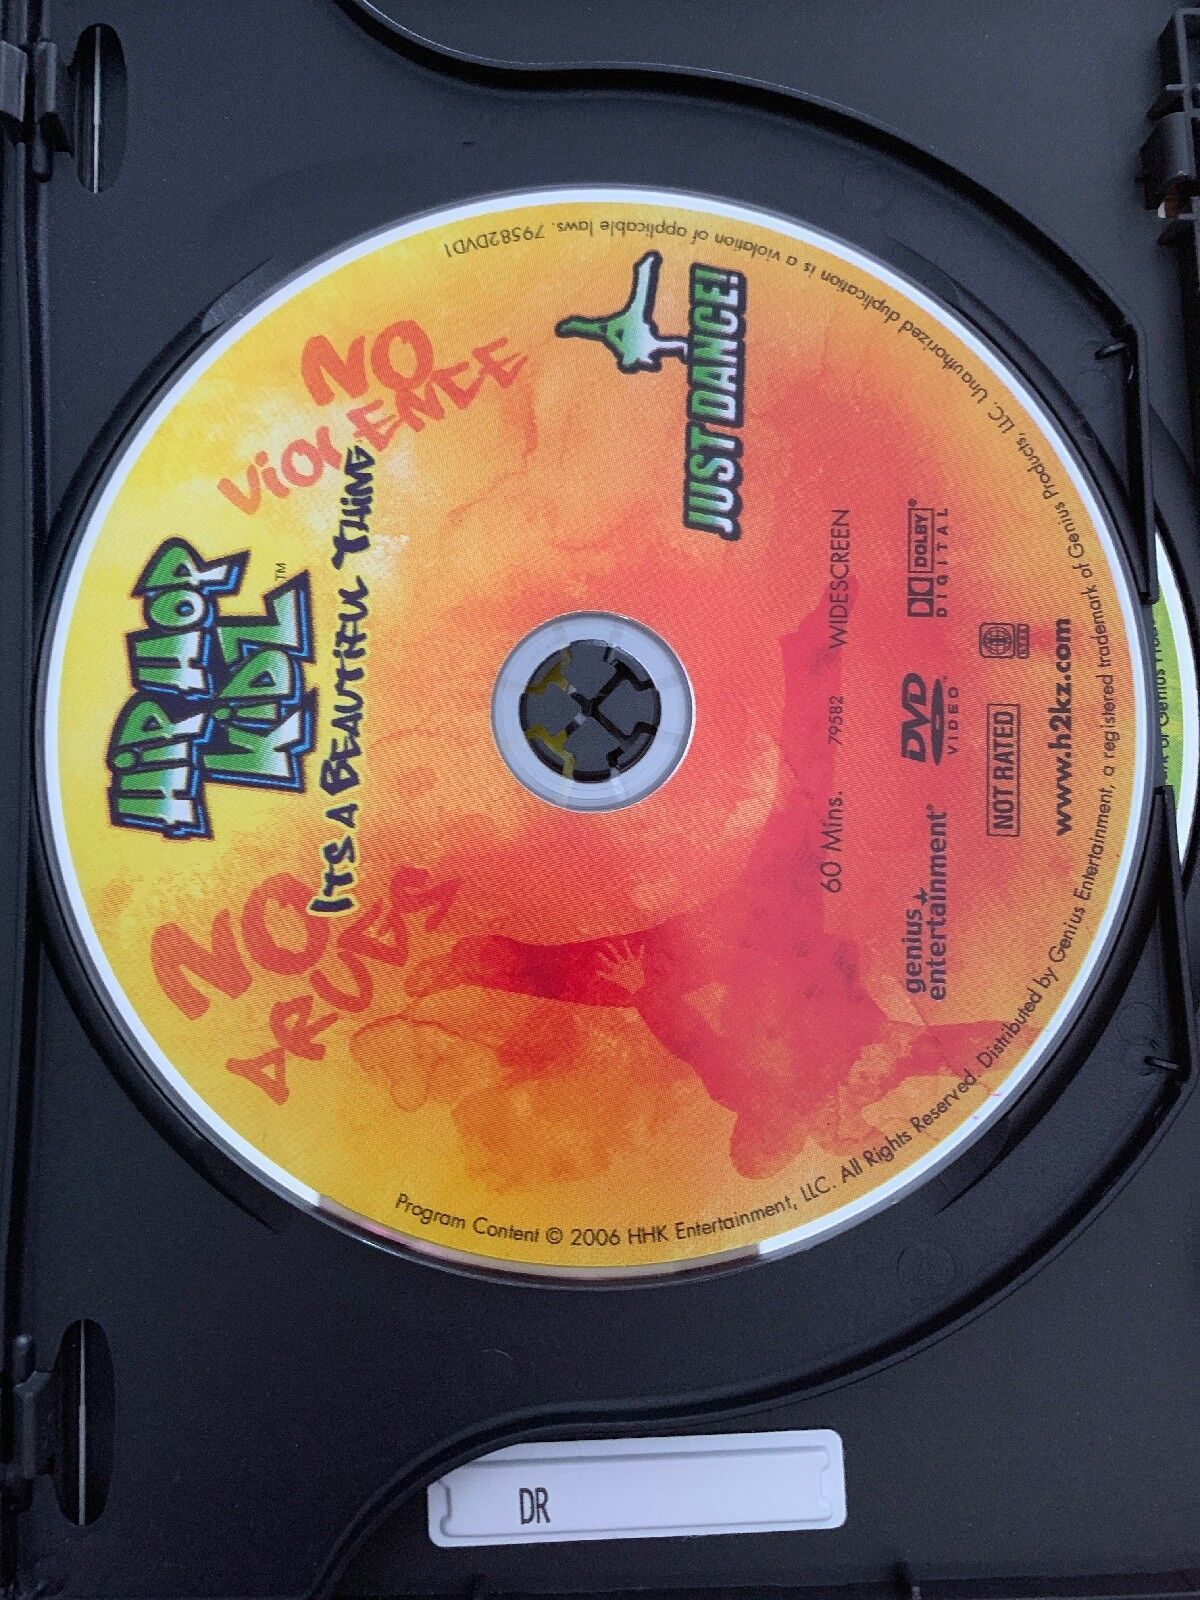 HiP HOP
KiDZ™
ITS A BEAUTiFUL THiNG
NO
DRUGS
NO
ViOLENCE
JUST DANCE!
60 Mins. 79582 WIDESCREEN
genius
entertainment®
DVD
VIDEO™
DOLBY®
DIGITAL
NOT RATED
www.h2kz.com
Program Content © 2006 HHK Entertainment, LLC. All Rights Reserved. Distributed by Genius Entertainment, a registered trademark of Genius Products, LLC. Unauthorized duplication is a violation of applicable laws. 79582DVD1
DR